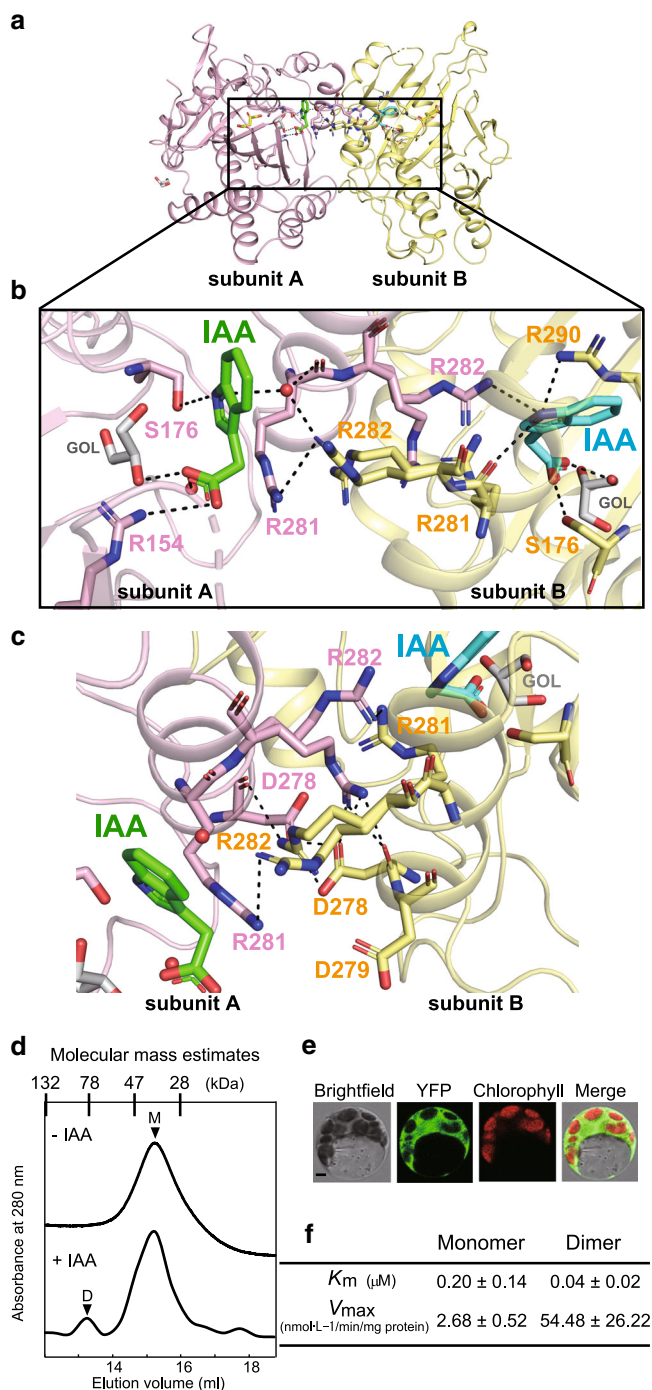 a
subunit A subunit B
b
IAA
R290
R282
S176
R282
IAA
GOL
GOL
R281
R281
R154
S176
subunit A
subunit B
c
IAA
R282
GOL
R281
D278
IAA
R282
D278
R281
D279
subunit A
subunit B
d
Molecular mass estimates
132 78 47 28 (kDa)
M
- IAA
+ IAA
D
Absorbance at 280 nm
14 16 18
Elution volume (ml)
e
Brightfield YFP Chlorophyll Merge
f
Monomer Dimer
Km (μM) 0.20 ± 0.14 0.04 ± 0.02
Vmax 2.68 ± 0.52 54.48 ± 26.22
(nmol·L−1/min/mg protein)